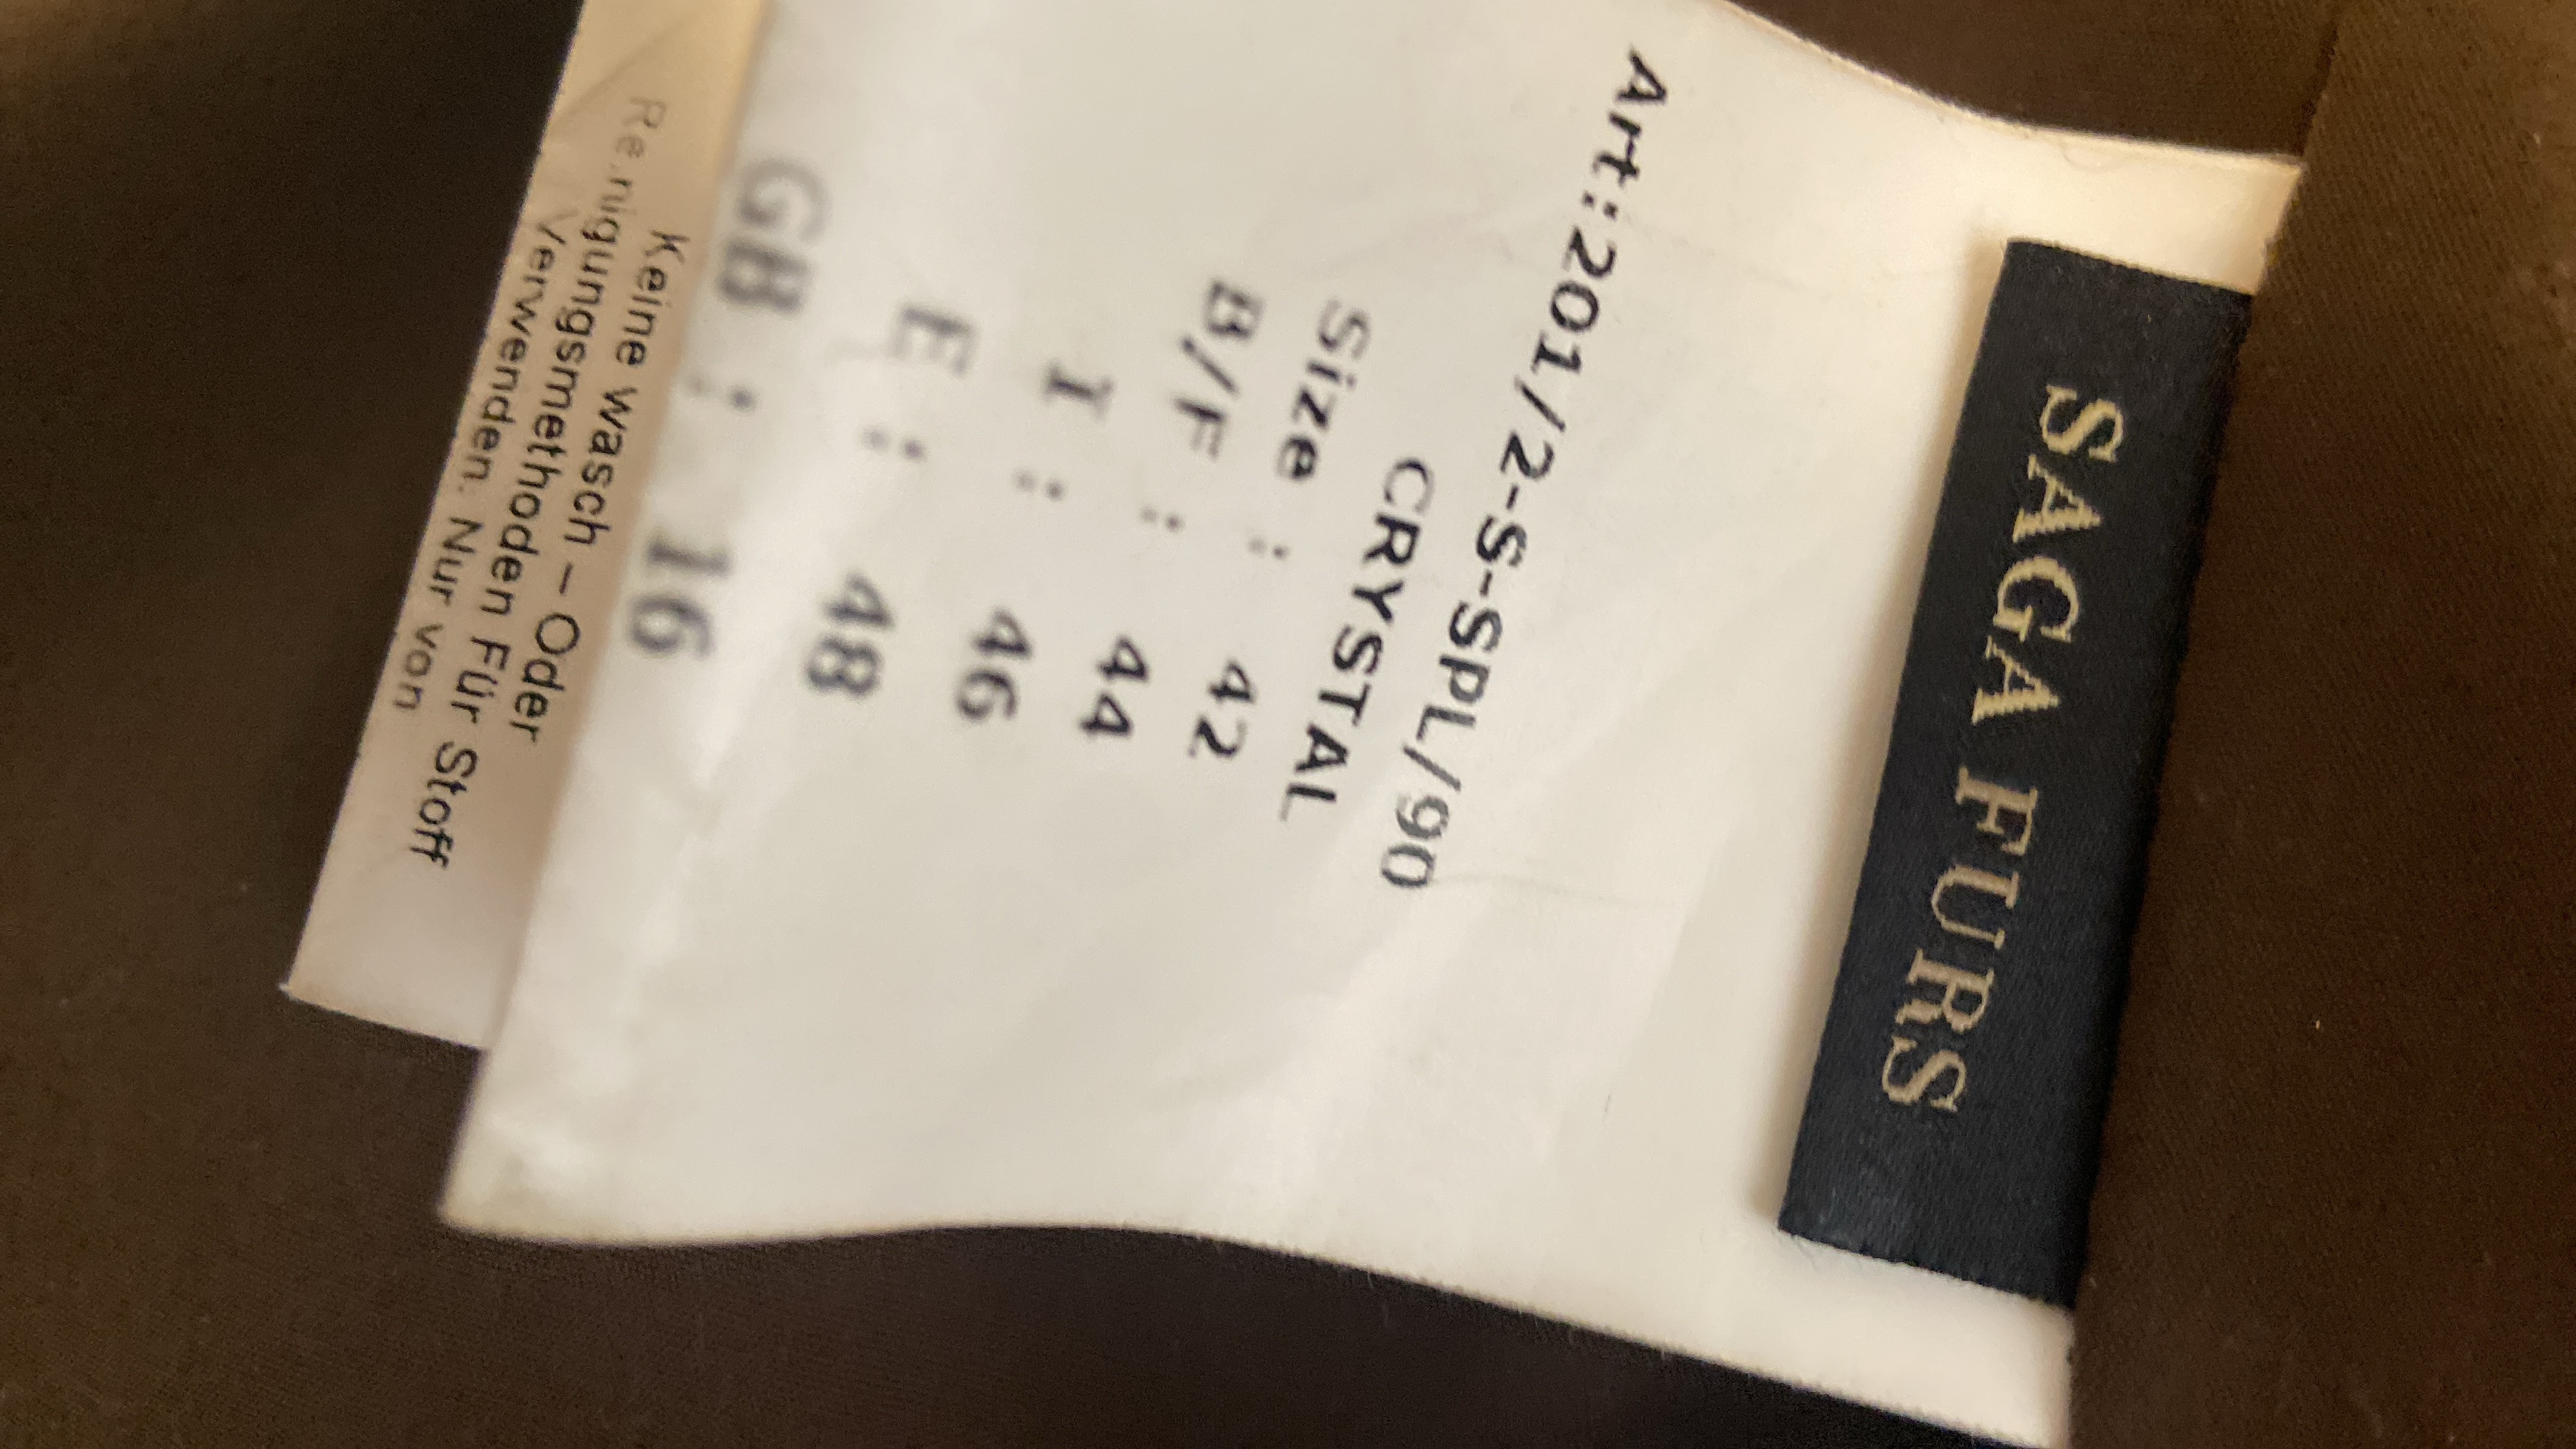 SAGA FURS
Art::201/2-S-SPL/90
CRYSTAL
Size : 42
B/F : 44
I : 46
E : 48
GB : 16
Keine wasch – Oder
Reinigungsmethoden Für Stoff
Verwenden. Nur von